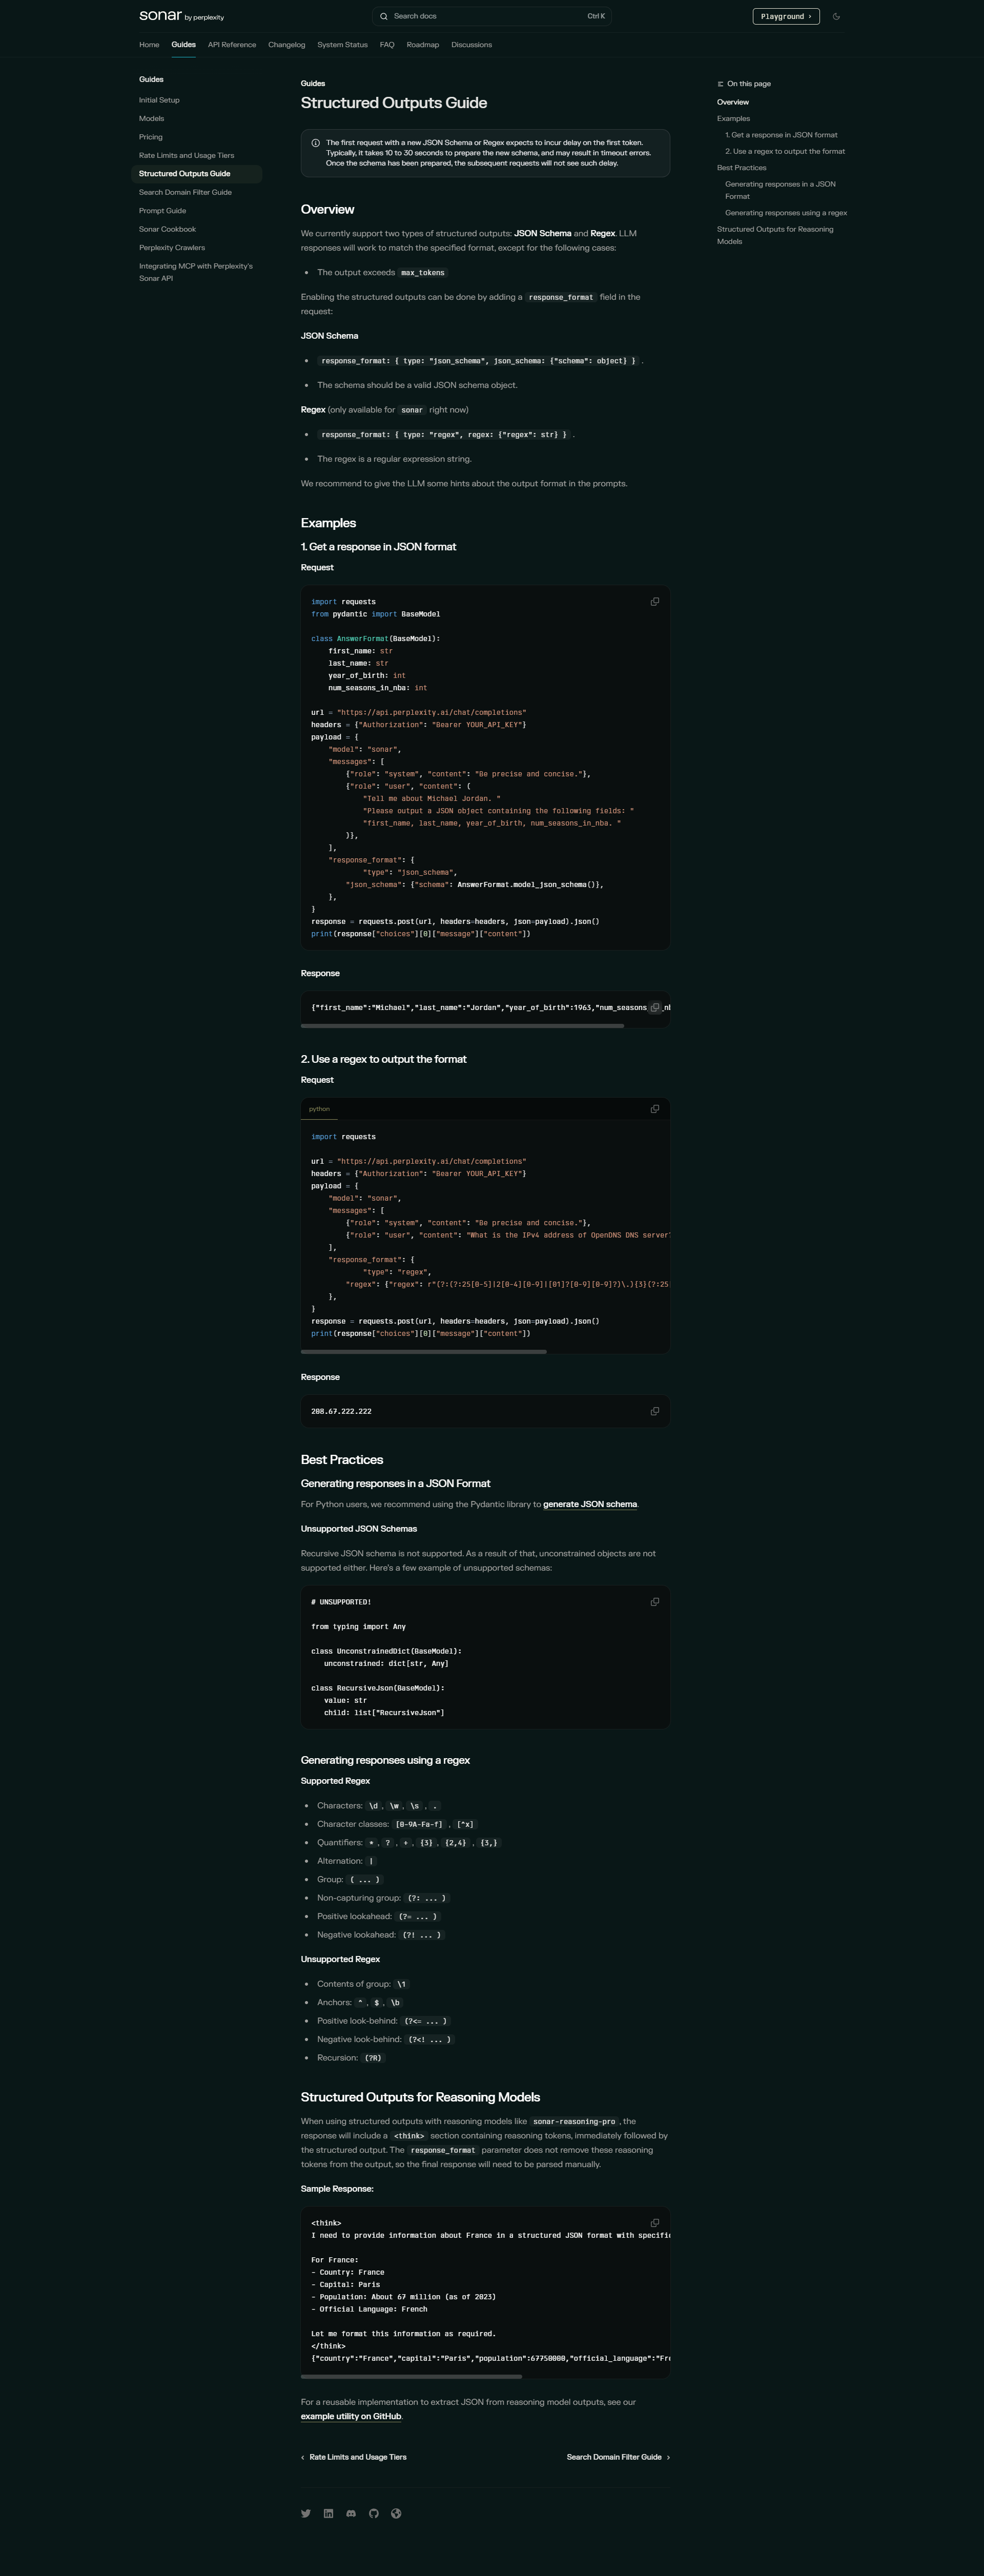 sonar by perplexity
Search docs
Ctrl K
Playground ›
Home
Guides
API Reference
Changelog
System Status
FAQ
Roadmap
Discussions
Guides
Initial Setup
Models
Pricing
Rate Limits and Usage Tiers
Structured Outputs Guide
Search Domain Filter Guide
Prompt Guide
Sonar Cookbook
Perplexity Crawlers
Integrating MCP with Perplexity's
Sonar API
Guides
Structured Outputs Guide
The first request with a new JSON Schema or Regex expects to incur delay on the first token.
Typically, it takes 10 to 30 seconds to prepare the new schema, and may result in timeout errors.
Once the schema has been prepared, the subsequent requests will not see such delay.
Overview
We currently support two types of structured outputs: JSON Schema and Regex. LLM
responses will work to match the specified format, except for the following cases:
• The output exceeds max_tokens
Enabling the structured outputs can be done by adding a response_format field in the
request:
JSON Schema
• response_format: { type: "json_schema", json_schema: {"schema": object} } .
• The schema should be a valid JSON schema object.
Regex (only available for sonar right now)
• response_format: { type: "regex", regex: {"regex": str} } .
• The regex is a regular expression string.
We recommend to give the LLM some hints about the output format in the prompts.
Examples
1. Get a response in JSON format
Request
import requests
from pydantic import BaseModel
class AnswerFormat(BaseModel):
    first_name: str
    last_name: str
    year_of_birth: int
    num_seasons_in_nba: int
url = "https://api.perplexity.ai/chat/completions"
headers = {"Authorization": "Bearer YOUR_API_KEY"}
payload = {
    "model": "sonar",
    "messages": [
        {"role": "system", "content": "Be precise and concise."},
        {"role": "user", "content": (
            "Tell me about Michael Jordan. "
            "Please output a JSON object containing the following fields: "
            "first_name, last_name, year_of_birth, num_seasons_in_nba. "
        )},
    ],
    "response_format": {
            "type": "json_schema",
        "json_schema": {"schema": AnswerFormat.model_json_schema()},
    },
}
response = requests.post(url, headers=headers, json=payload).json()
print(response["choices"][0]["message"]["content"])
Response
{"first_name":"Michael","last_name":"Jordan","year_of_birth":1963,"num_seasons_
2. Use a regex to output the format
Request
python
import requests
url = "https://api.perplexity.ai/chat/completions"
headers = {"Authorization": "Bearer YOUR_API_KEY"}
payload = {
    "model": "sonar",
    "messages": [
        {"role": "system", "content": "Be precise and concise."},
        {"role": "user", "content": "What is the IPv4 address of OpenDNS DNS server?
    ],
    "response_format": {
            "type": "regex",
        "regex": {"regex": r"(?:(?:25[0-5]|2[0-4][0-9]|[01]?[0-9][0-9]?)\.){3}(?:25
    },
}
response = requests.post(url, headers=headers, json=payload).json()
print(response["choices"][0]["message"]["content"])
Response
208.67.222.222
Best Practices
Generating responses in a JSON Format
For Python users, we recommend using the Pydantic library to generate JSON schema.
Unsupported JSON Schemas
Recursive JSON schema is not supported. As a result of that, unconstrained objects are not
supported either. Here's a few example of unsupported schemas:
# UNSUPPORTED!
from typing import Any
class UnconstrainedDict(BaseModel):
   unconstrained: dict[str, Any]
class RecursiveJson(BaseModel):
   value: str
   child: list["RecursiveJson"]
Generating responses using a regex
Supported Regex
• Characters: \d, \w, \s , .
• Character classes: [0-9A-Fa-f] , [^x]
• Quantifiers: *, ? , +, {3}, {2,4} , {3,}
• Alternation: |
• Group: ( ... )
• Non-capturing group: (?: ... )
• Positive lookahead: (?= ... )
• Negative lookahead: (?! ... )
Unsupported Regex
• Contents of group: \1
• Anchors: ^, $, \b
• Positive look-behind: (?<= ... )
• Negative look-behind: (?<! ... )
• Recursion: (?R)
Structured Outputs for Reasoning Models
When using structured outputs with reasoning models like sonar-reasoning-pro, the
response will include a <think> section containing reasoning tokens, immediately followed by
the structured output. The response_format parameter does not remove these reasoning
tokens from the output, so the final response will need to be parsed manually.
Sample Response:
<think>
I need to provide information about France in a structured JSON format with specific
For France:
- Country: France
- Capital: Paris
- Population: About 67 million (as of 2023)
- Official Language: French
Let me format this information as required.
</think>
{"country":"France","capital":"Paris","population":67750000,"official_language":"Fre
For a reusable implementation to extract JSON from reasoning model outputs, see our
example utility on GitHub.
‹ Rate Limits and Usage Tiers
Search Domain Filter Guide ›
On this page
Overview
Examples
1. Get a response in JSON format
2. Use a regex to output the format
Best Practices
Generating responses in a JSON
Format
Generating responses using a regex
Structured Outputs for Reasoning
Models